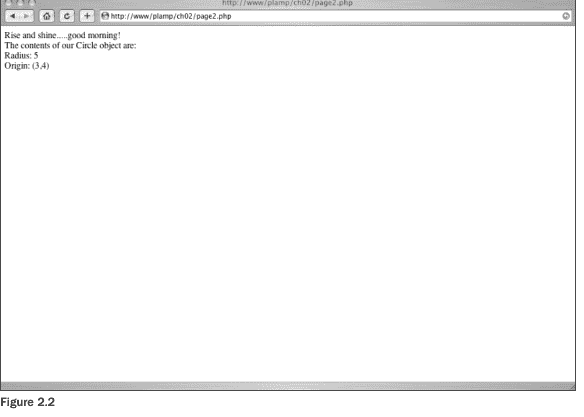 http://www/plamp/ch02/page2.php
http://www/plamp/ch02/page2.php
Rise and shine.....good morning!
The contents of our Circle object are:
Radius: 5
Origin: (3,4)
Figure 2.2